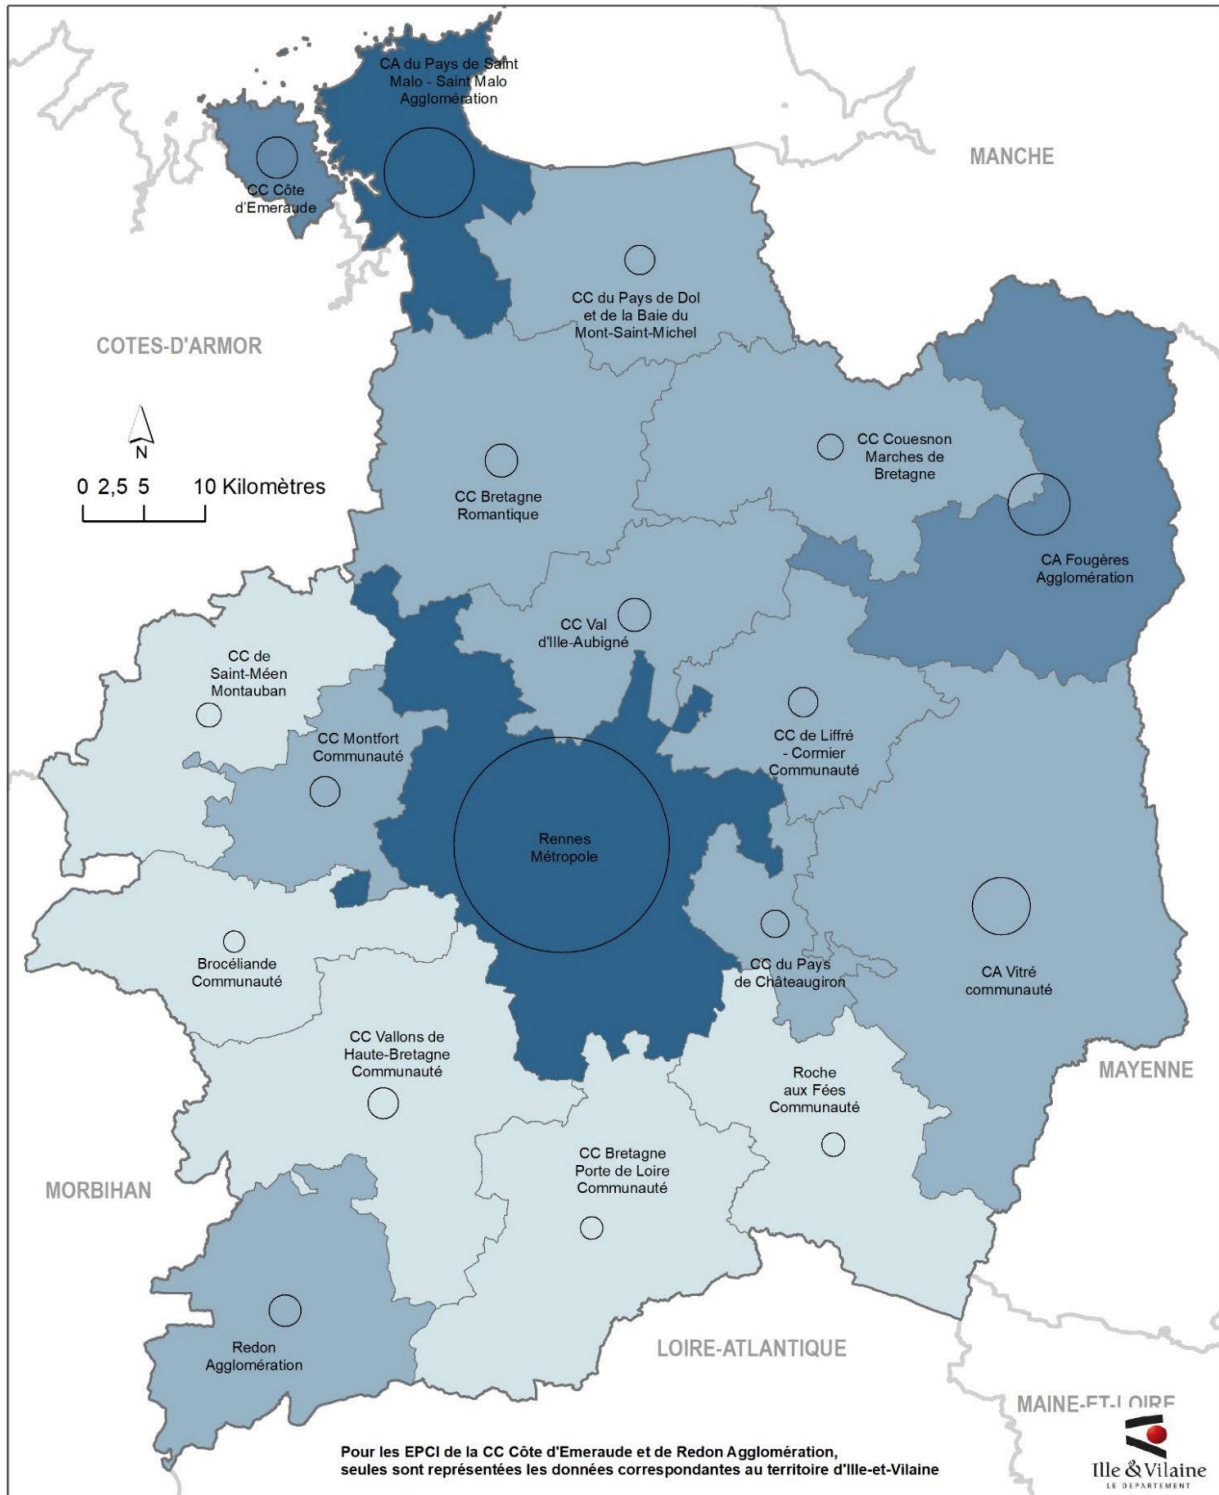 CA du Pays de Saint
Malo - Saint Malo
Agglomération
MANCHE
CC Côte
d'Emeraude
CC du Pays de Dol
et de la Baie du
Mont-Saint-Michel
COTES-D'ARMOR
N
0 2,5 5 10 Kilomètres
CC Couesnon
Marches de
Bretagne
CC Bretagne
Romantique
CA Fougères
Agglomération
CC Val
d'Ille-Aubigné
CC de
Saint-Méen
Montauban
CC Montfort
Communauté
CC de Liffré
- Cormier
Communauté
Rennes
Métropole
Brocéliande
Communauté
CC du Pays
de Châteaugiron
CA Vitré
communauté
CC Vallons de
Haute-Bretagne
Communauté
Roche
aux Fées
Communauté
MAYENNE
CC Bretagne
Porte de Loire
Communauté
MORBIHAN
Redon
Agglomération
LOIRE-ATLANTIQUE
MAINE-ET-LOIRE
Pour les EPCI de la CC Côte d'Emeraude et de Redon Agglomération,
seules sont représentées les données correspondantes au territoire d'Ille-et-Vilaine
Ille & Vilaine
LE DÉPARTEMENT